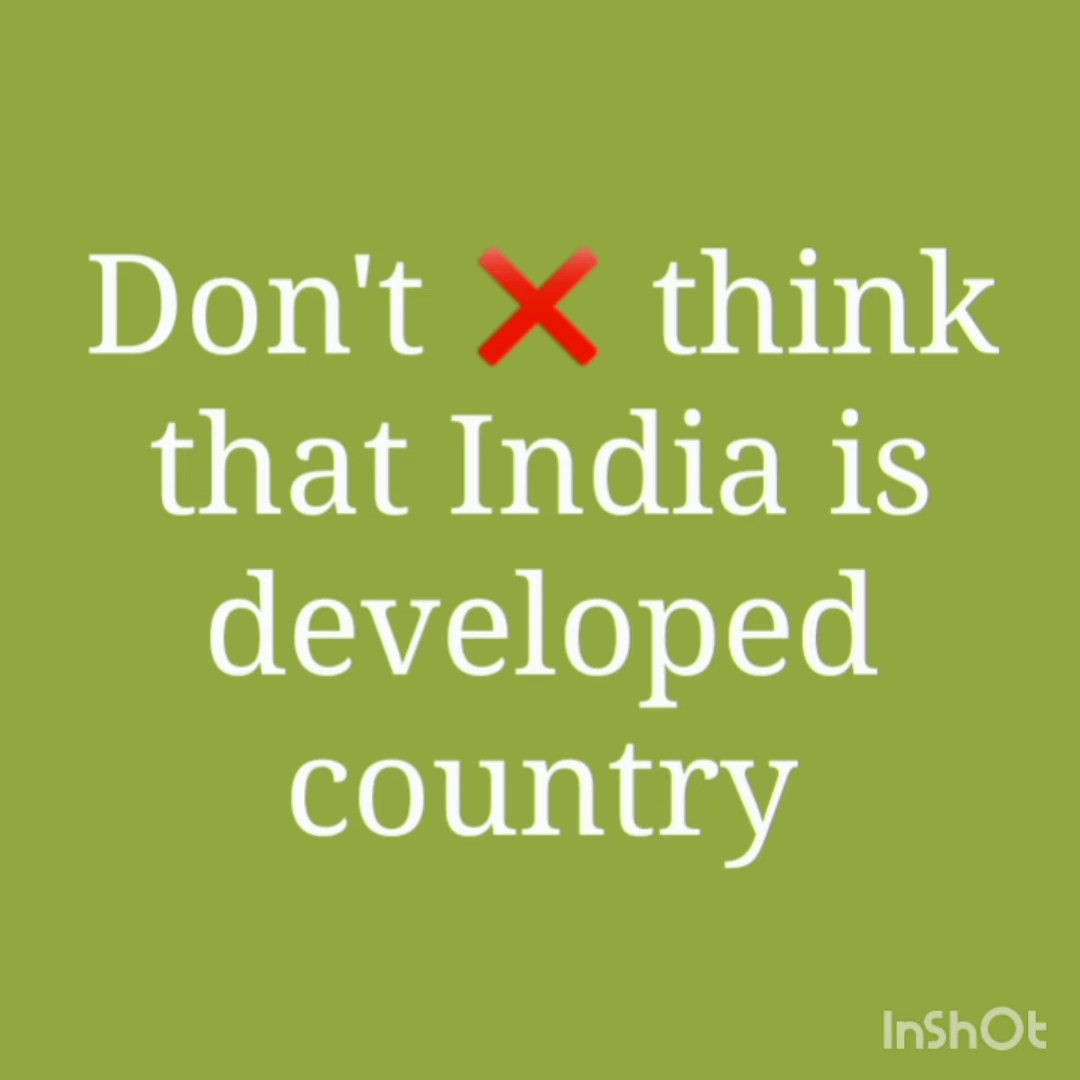 Don't ❌ think
that India is
developed
country
InShOt